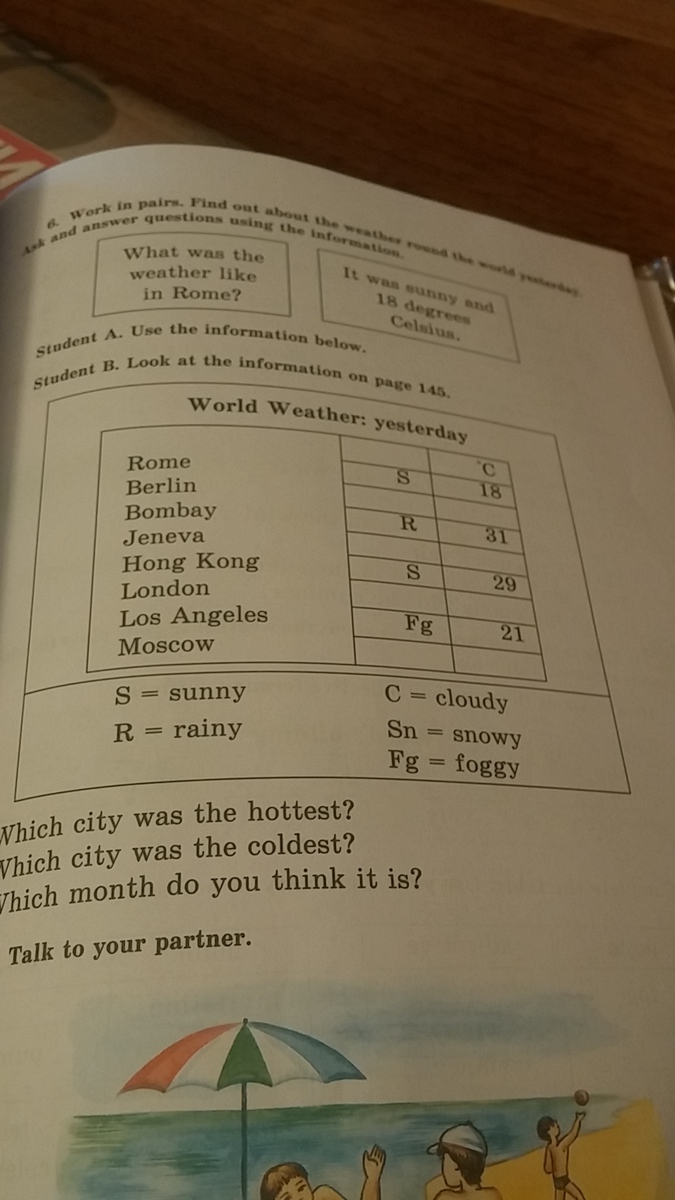 6. Work in pairs. Find out about the weather round the world yesterday.
Ask and answer questions using the information.
What was the
weather like
in Rome?
It was sunny and
18 degrees
Celsius.
Student A. Use the information below.
Student B. Look at the information on page 145.
World Weather: yesterday
°C
Rome S 18
Berlin
Bombay R 31
Jeneva
Hong Kong S 29
London
Los Angeles Fg 21
Moscow
S = sunny C = cloudy
R = rainy Sn = snowy
Fg = foggy
Which city was the hottest?
Which city was the coldest?
Which month do you think it is?
Talk to your partner.